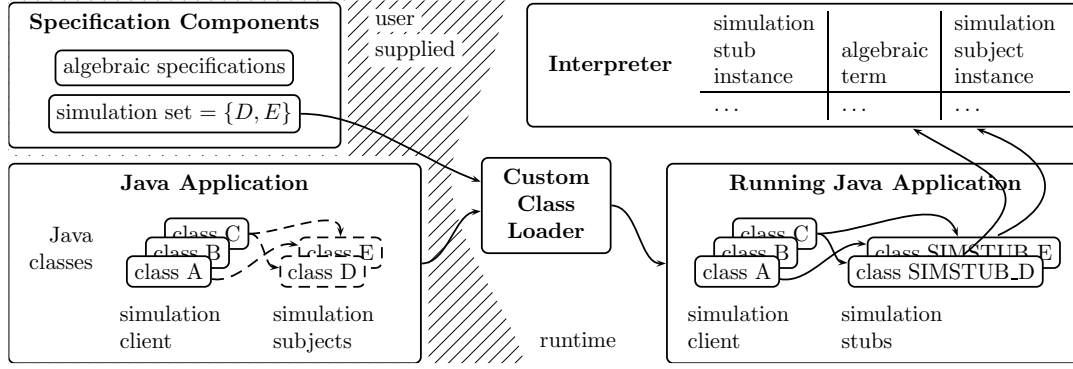 Specification Components
algebraic specifications
simulation set = {D, E}
user
supplied
Interpreter
simulation
stub
instance
algebraic
term
simulation
subject
instance
. . .
. . .
. . .
Java Application
Java
classes
class C
class B
class A
class E
class D
simulation
client
simulation
subjects
Custom
Class
Loader
runtime
Running Java Application
class C
class B
class A
class SIMSTUB_E
class SIMSTUB_D
simulation
client
simulation
stubs